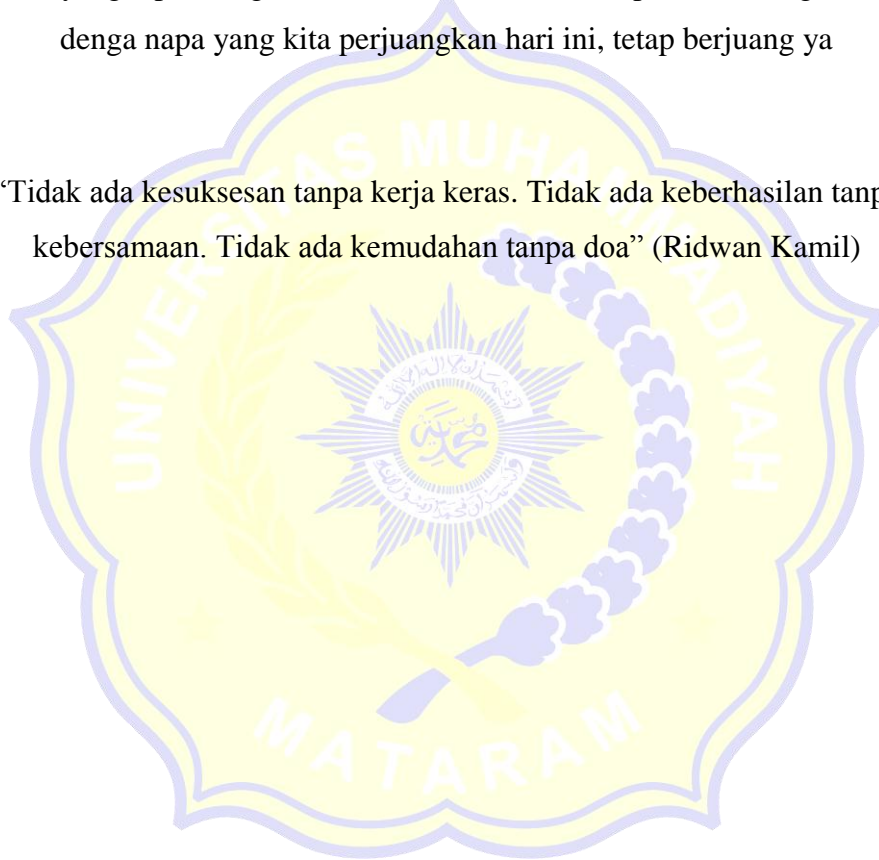 denga napa yang kita perjuangkan hari ini, tetap berjuang ya
“Tidak ada kesuksesan tanpa kerja keras. Tidak ada keberhasilan tanp
kebersamaan. Tidak ada kemudahan tanpa doa” (Ridwan Kamil)
UNIVERSITAS MUHAMMADIYAH
MATARAM